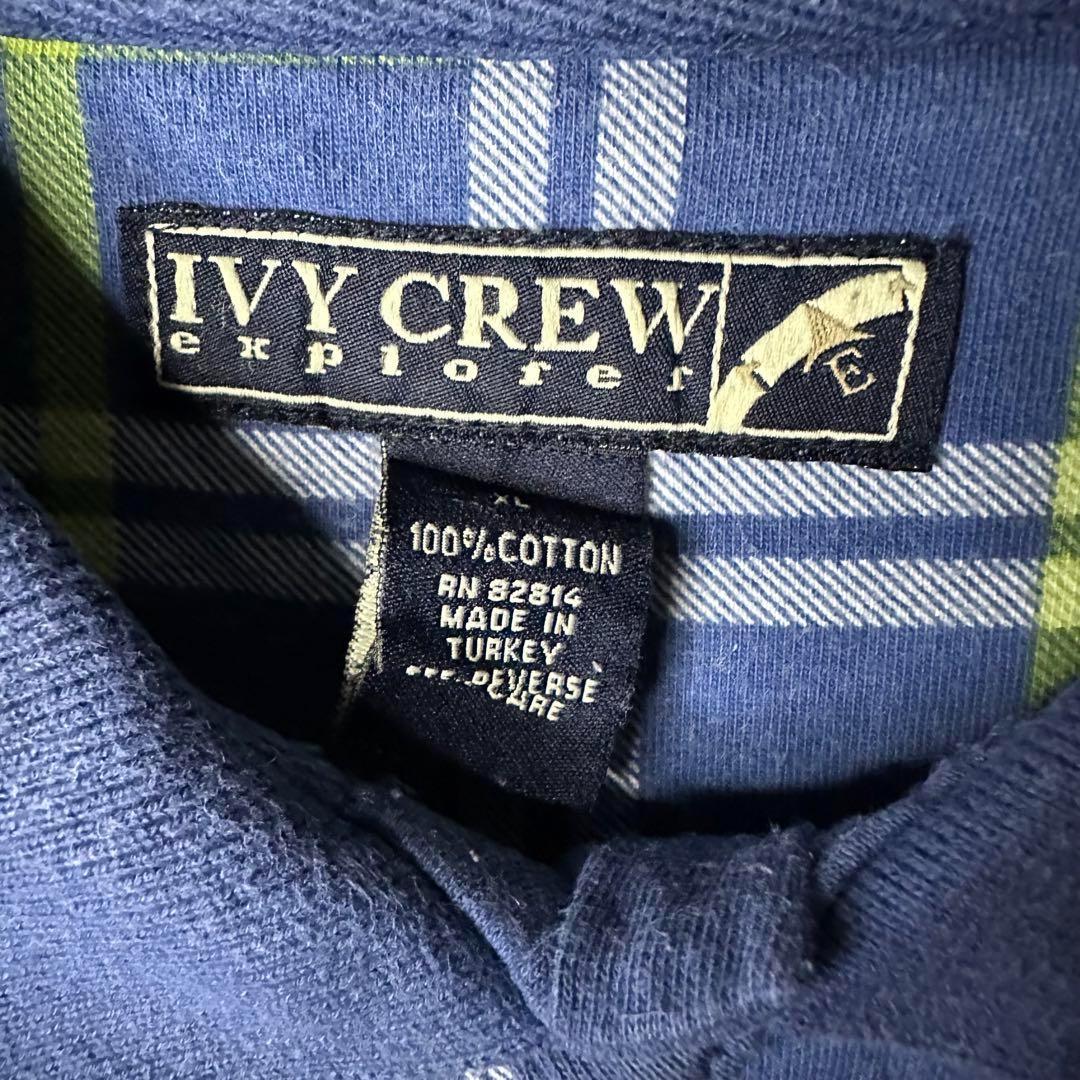 IVY CREW
explorer
E
XL
100% COTTON
RN 82814
MADE IN
TURKEY
REVERSE
CARE